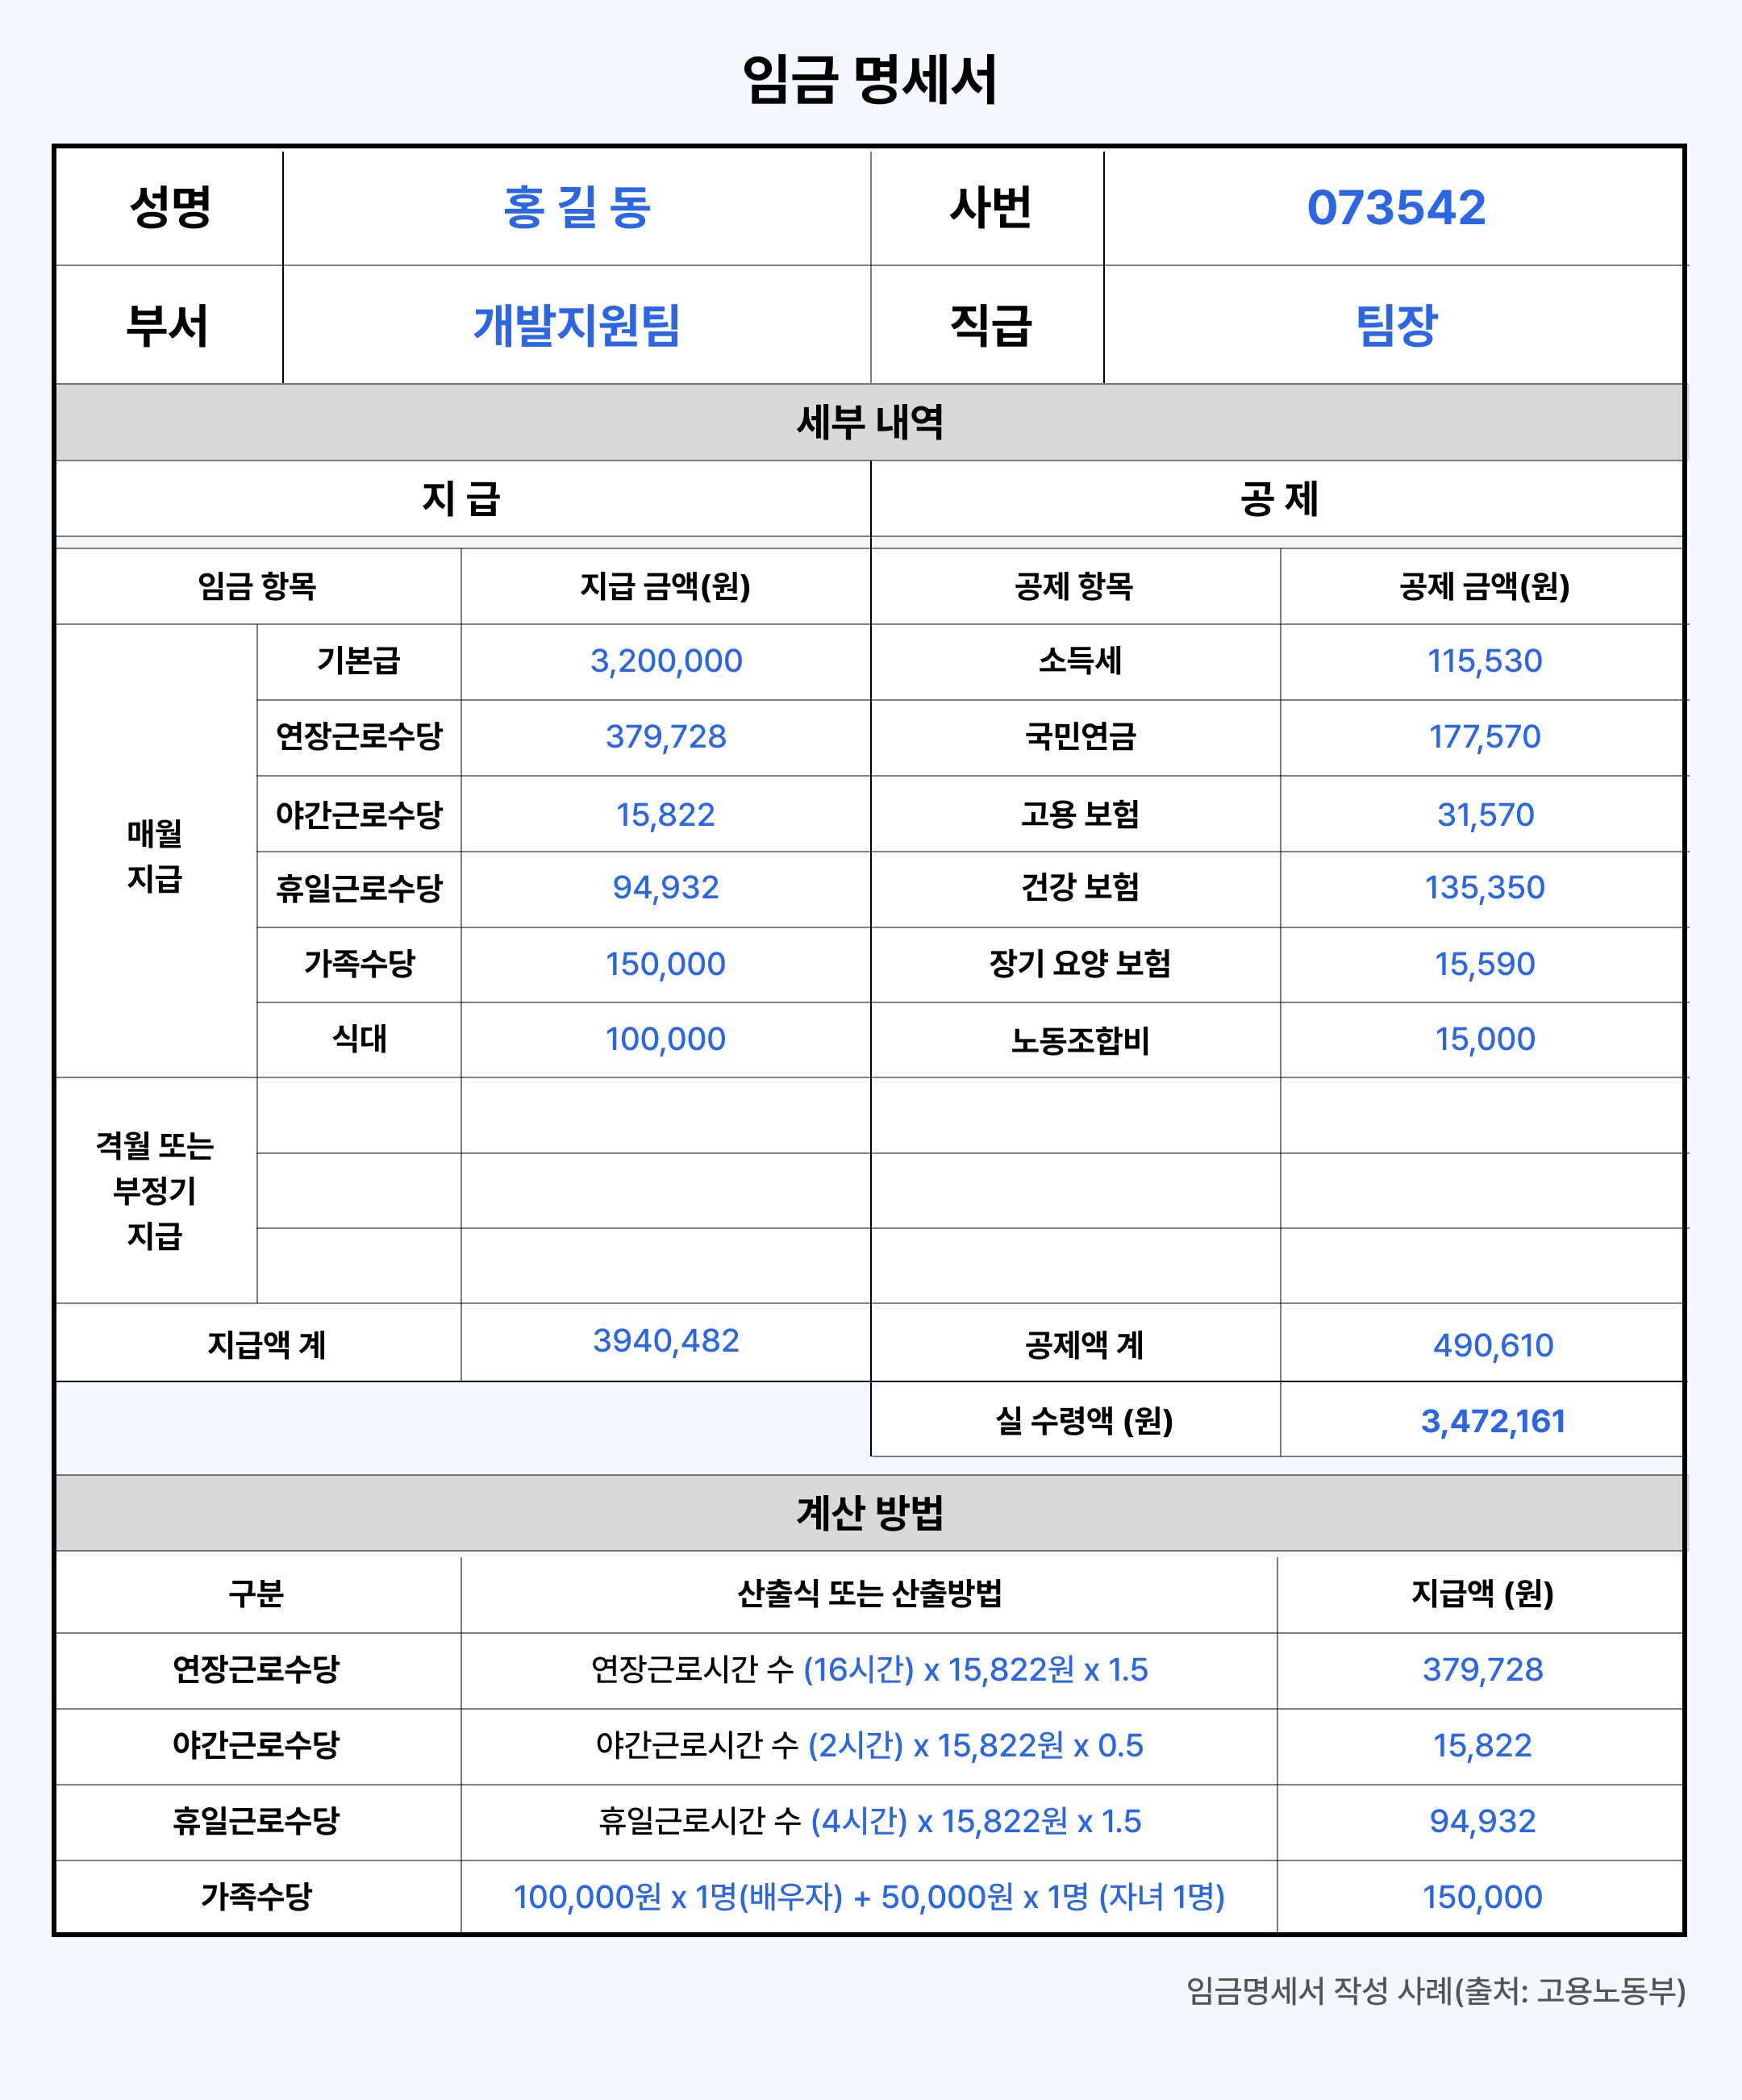 임금 명세서
성명 홍 길 동 사번 073542
부서 개발지원팀 직급 팀장
세부 내역
지 급 공 제
임금 항목 지급 금액(원) 공제 항목 공제 금액(원)
매월
지급
기본급 3,200,000 소득세 115,530
연장근로수당 379,728 국민연금 177,570
야간근로수당 15,822 고용 보험 31,570
휴일근로수당 94,932 건강 보험 135,350
가족수당 150,000 장기 요양 보험 15,590
식대 100,000 노동조합비 15,000
격월 또는
부정기
지급
지급액 계 3940,482 공제액 계 490,610
실 수령액 (원) 3,472,161
계산 방법
구분 산출식 또는 산출방법 지급액 (원)
연장근로수당 연장근로시간 수 (16시간) x 15,822원 x 1.5 379,728
야간근로수당 야간근로시간 수 (2시간) x 15,822원 x 0.5 15,822
휴일근로수당 휴일근로시간 수 (4시간) x 15,822원 x 1.5 94,932
가족수당 100,000원 x 1명(배우자) + 50,000원 x 1명 (자녀 1명) 150,000
임금명세서 작성 사례(출처: 고용노동부)